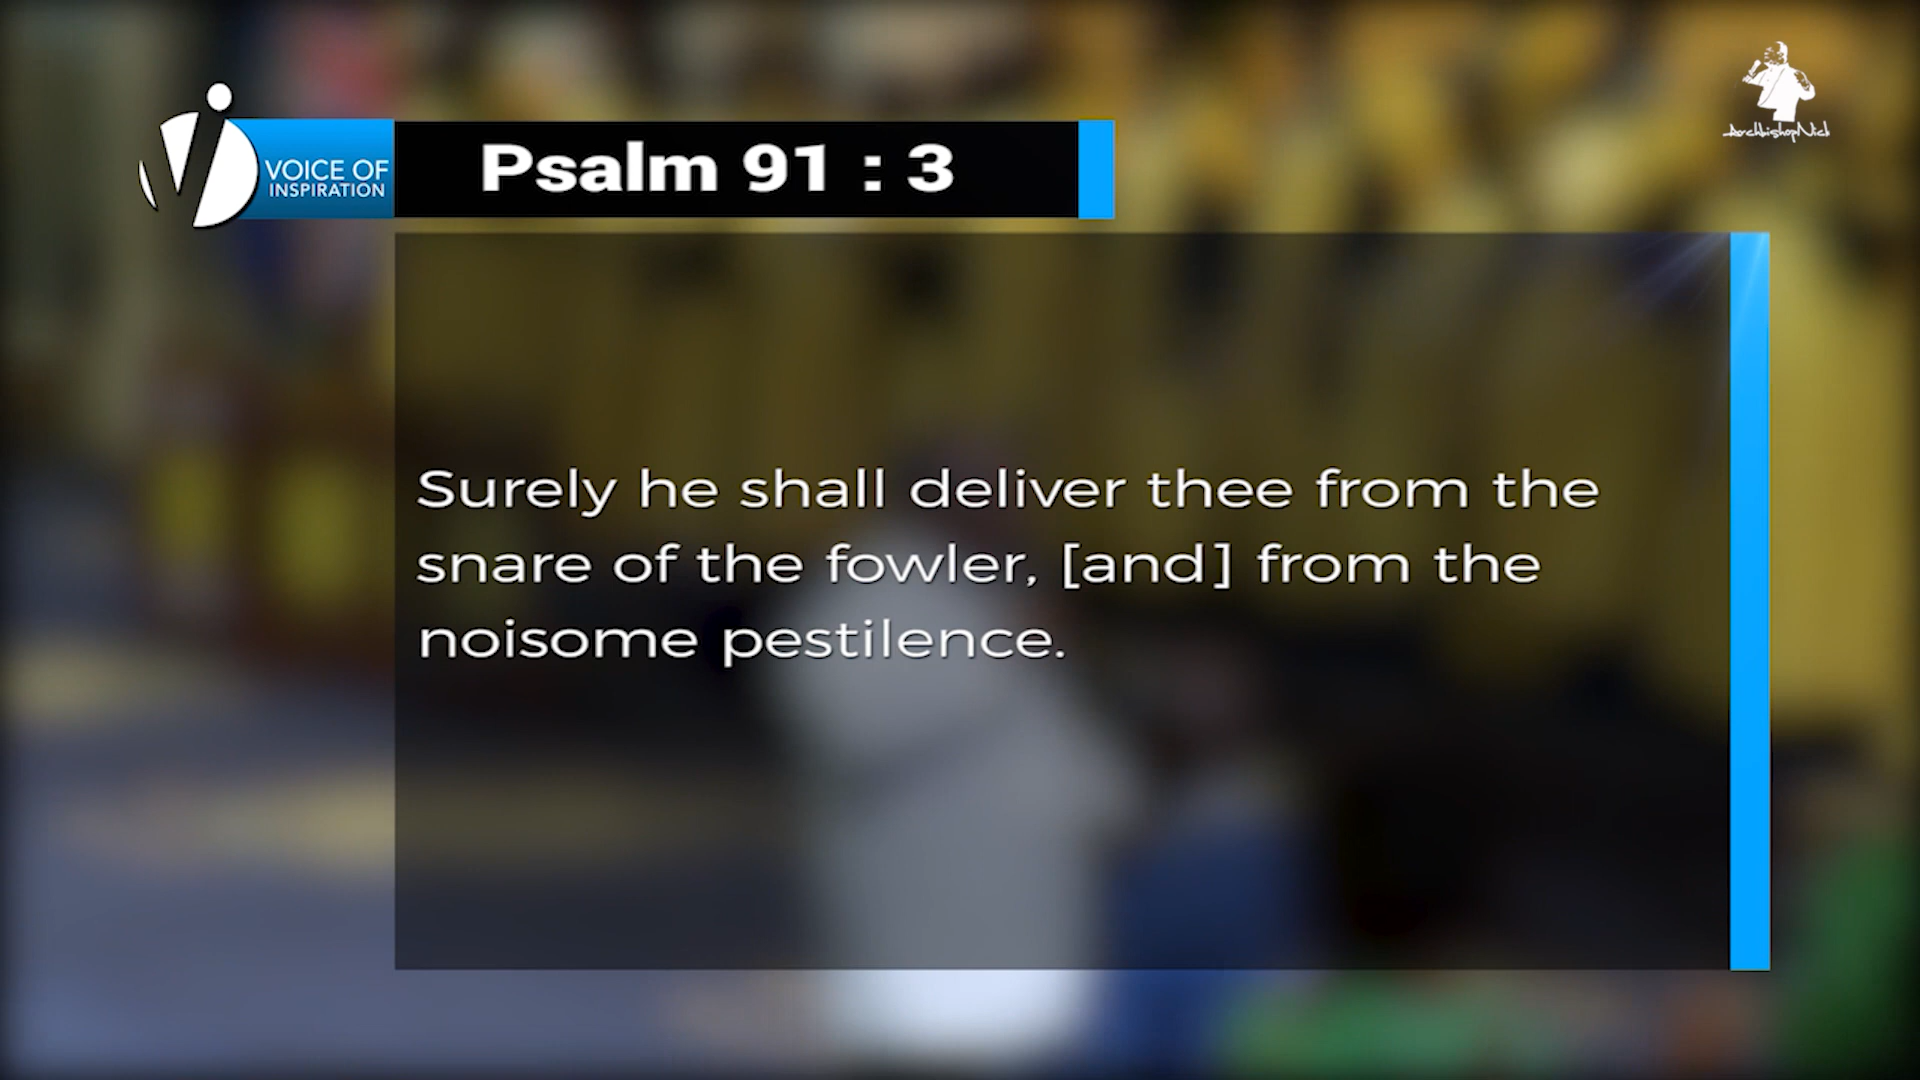 VOICE OF
INSPIRATION
Psalm 91 : 3
ArchbishopNick
Surely he shall deliver thee from the
snare of the fowler, [and] from the
noisome pestilence.